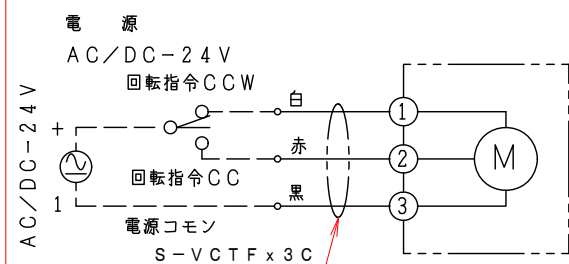 電 源
AC/DC-24V
回転指令CCW
白
1
AC/DC-24V
+
赤
2
M
回転指令CC
黒
1
3
電源コモン
S-VCTFx3C